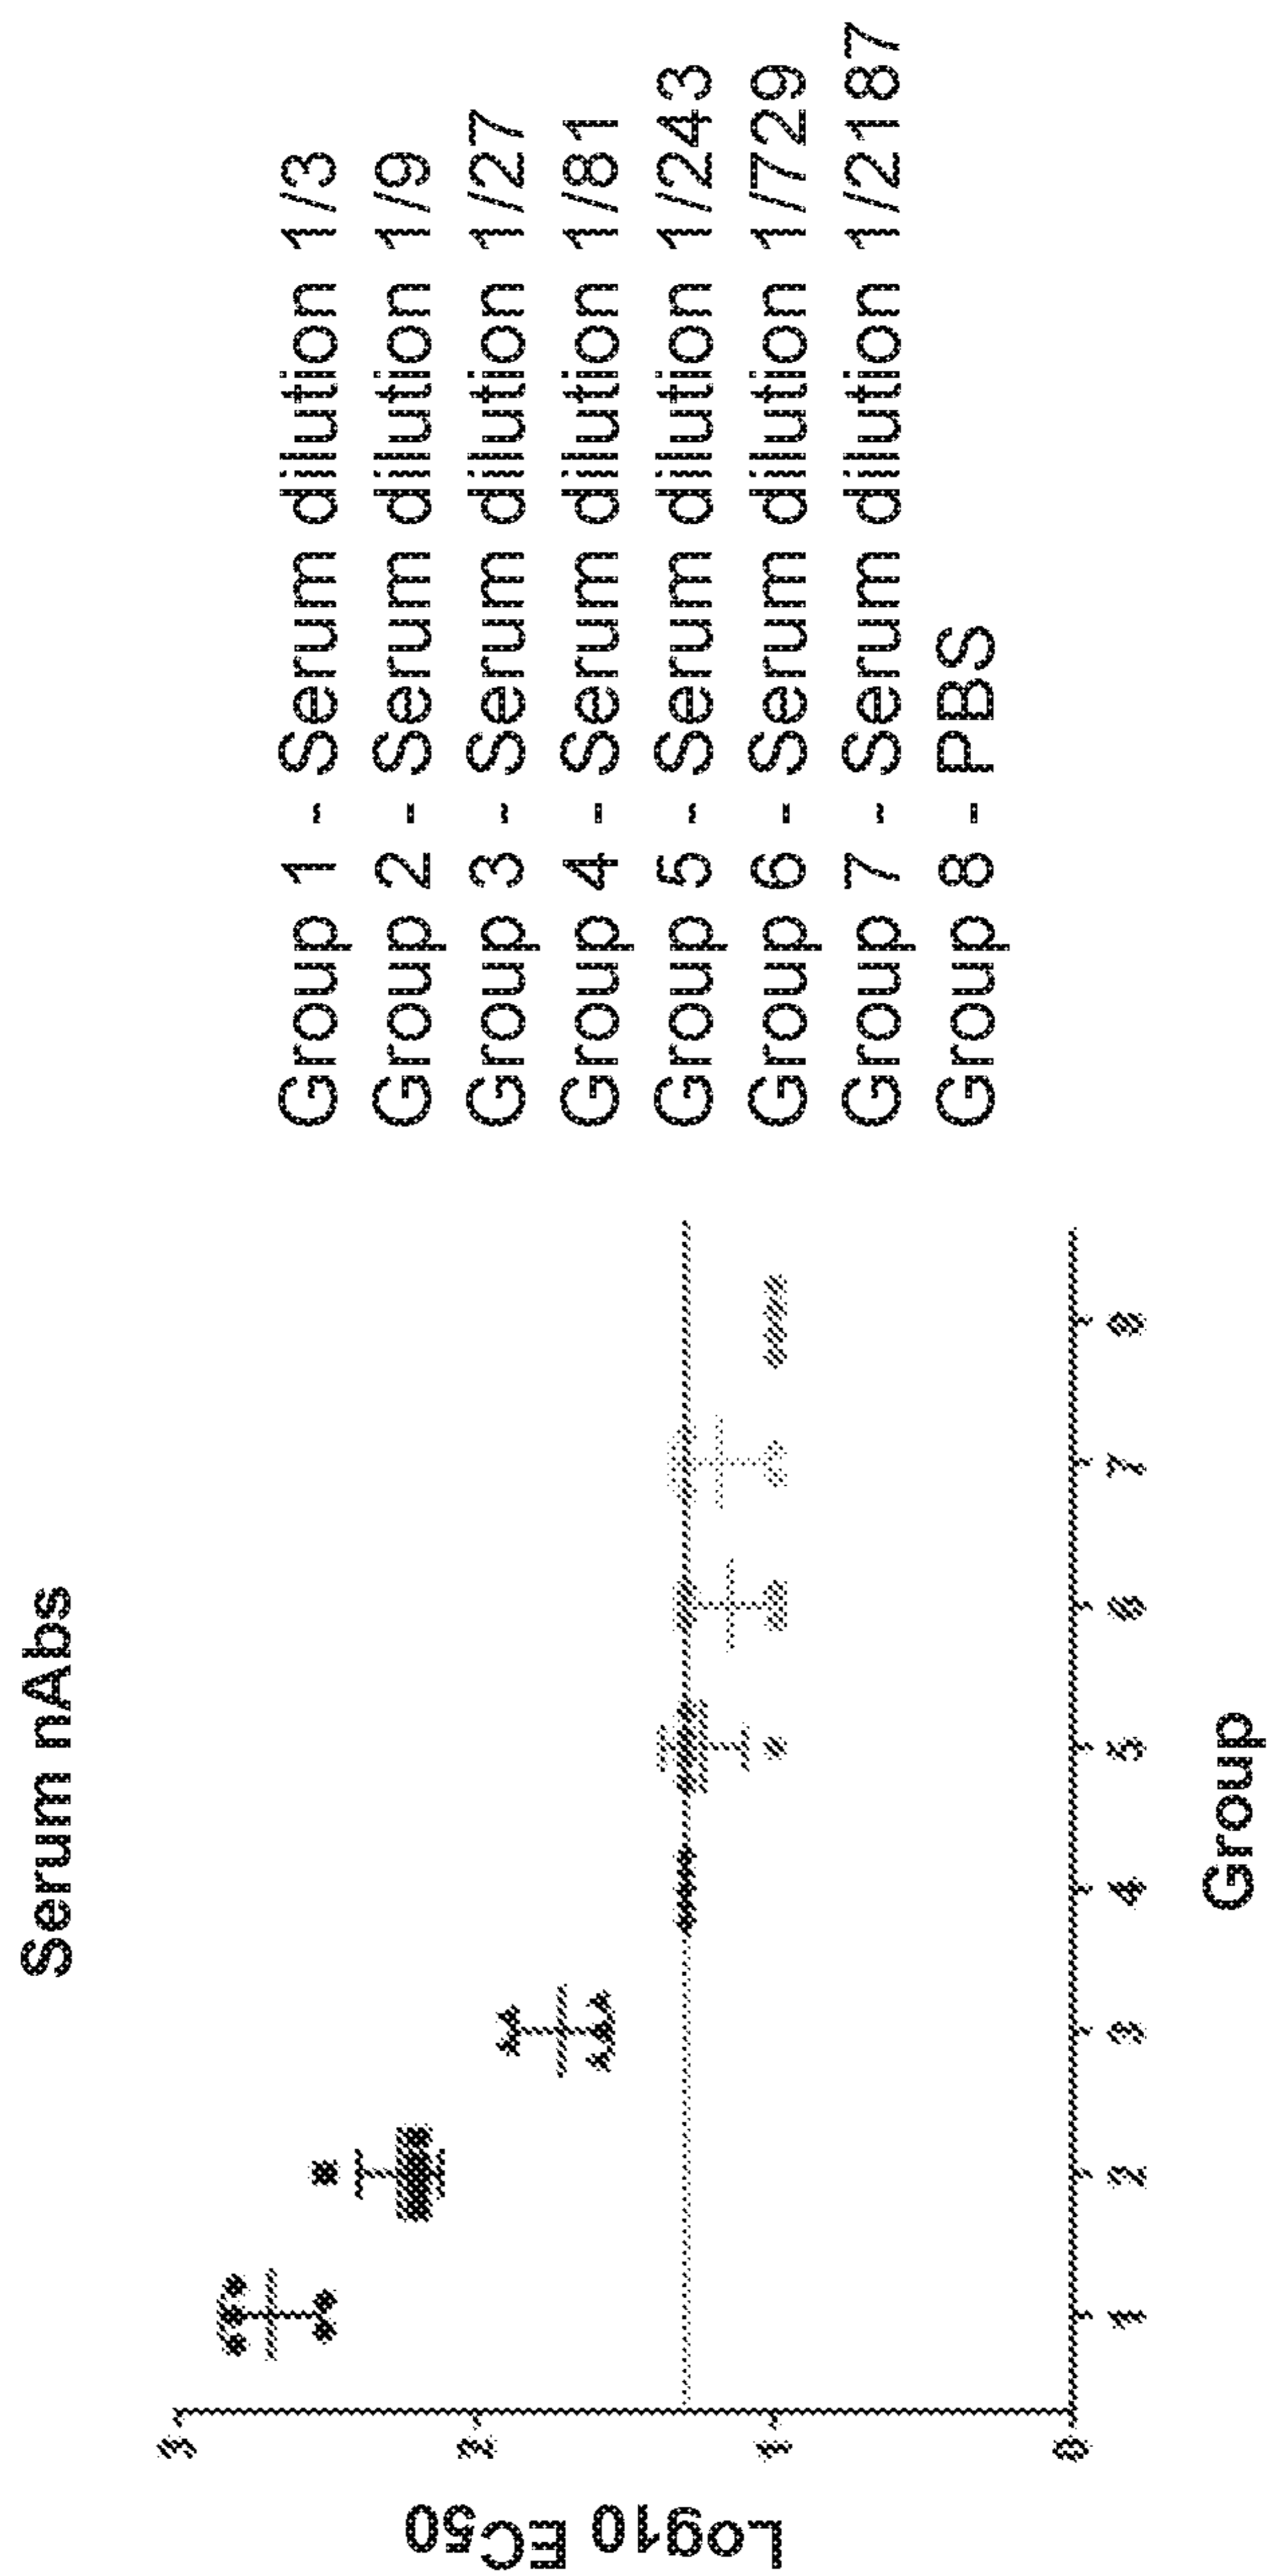 Serum nAbs
Log10 EC50
3
2
1
0
1
2
3
4
5
6
7
8
Group
Group 1 - Serum dilution 1/3
Group 2 - Serum dilution 1/9
Group 3 - Serum dilution 1/27
Group 4 - Serum dilution 1/81
Group 5 - Serum dilution 1/243
Group 6 - Serum dilution 1/729
Group 7 - Serum dilution 1/2187
Group 8 - PBS